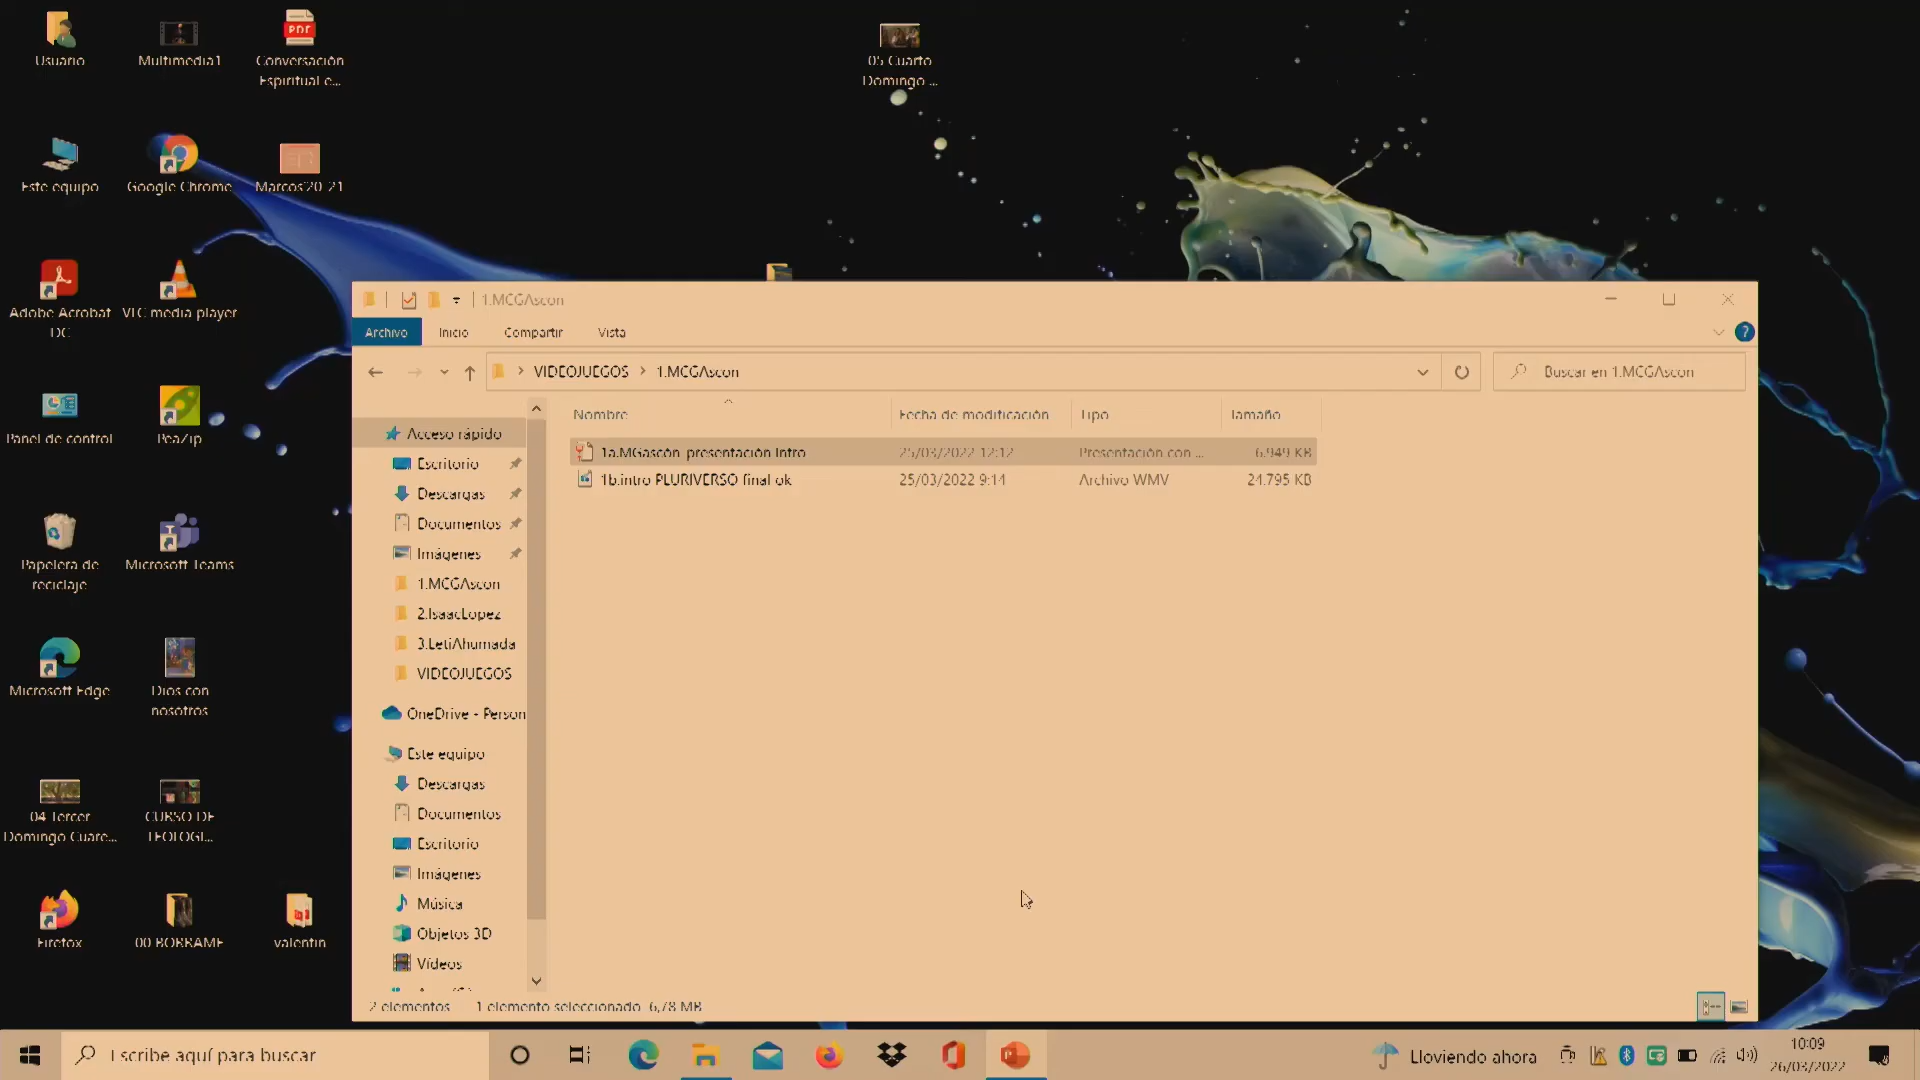 Usuario
Multimedia1
Conversación
Espiritual e...
05 Cuarto
Domingo ...
Este equipo
Google Chrome
Marcos'20-21
Adobe Acrobat
DC
VLC media player
Panel de control
PeaZip
Papelera de
reciclaje
Microsoft Teams
Microsoft Edge
Dios con
nosotros
04 Tercer
Domingo Cuare...
CURSO DE
TEOLOGI...
Firefox
00 BORRAME
valentin
1.MCGAscon
Archivo
Inicio
Compartir
Vista
VIDEOJUEGOS > 1.MCGAscon
Buscar en 1.MCGAscon
Nombre
Fecha de modificación
Tipo
Tamaño
1a.MGascón_presentación Intro 25/03/2022 12:12 Presentación con ... 6.949 KB
1b.intro PLURIVERSO final ok 25/03/2022 9:14 Archivo WMV 24.795 KB
Acceso rápido
Escritorio
Descargas
Documentos
Imágenes
1.MCGAscon
2.IsaacLopez
3.LetiAhumada
VIDEOJUEGOS
OneDrive - Person
Este equipo
Descargas
Documentos
Escritorio
Imágenes
Música
Objetos 3D
Vídeos
2 elementos 1 elemento seleccionado 6,78 MB
Escribe aquí para buscar
Lloviendo ahora
10:09
26/03/2022